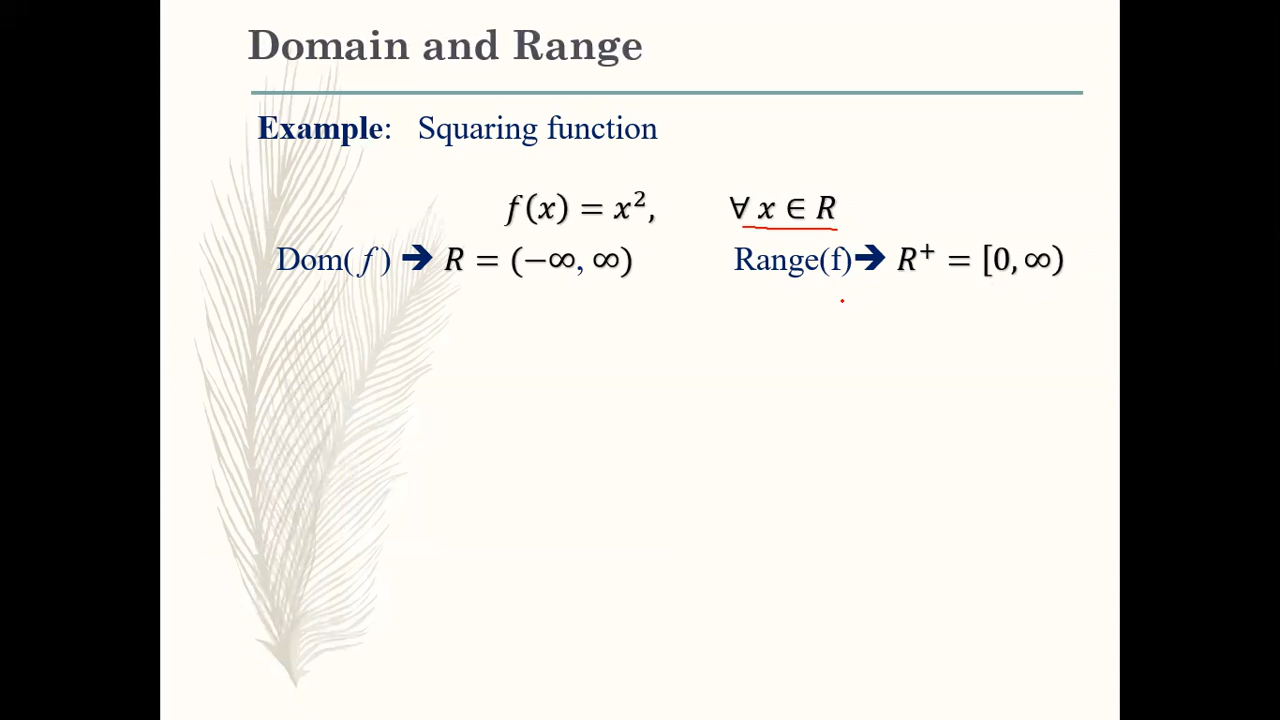 Domain and Range
Example: Squaring function
f(x) = x², ∀ x ∈ R
Dom(f) ➔ R = (−∞, ∞) Range(f)➔ R⁺ = [0, ∞)